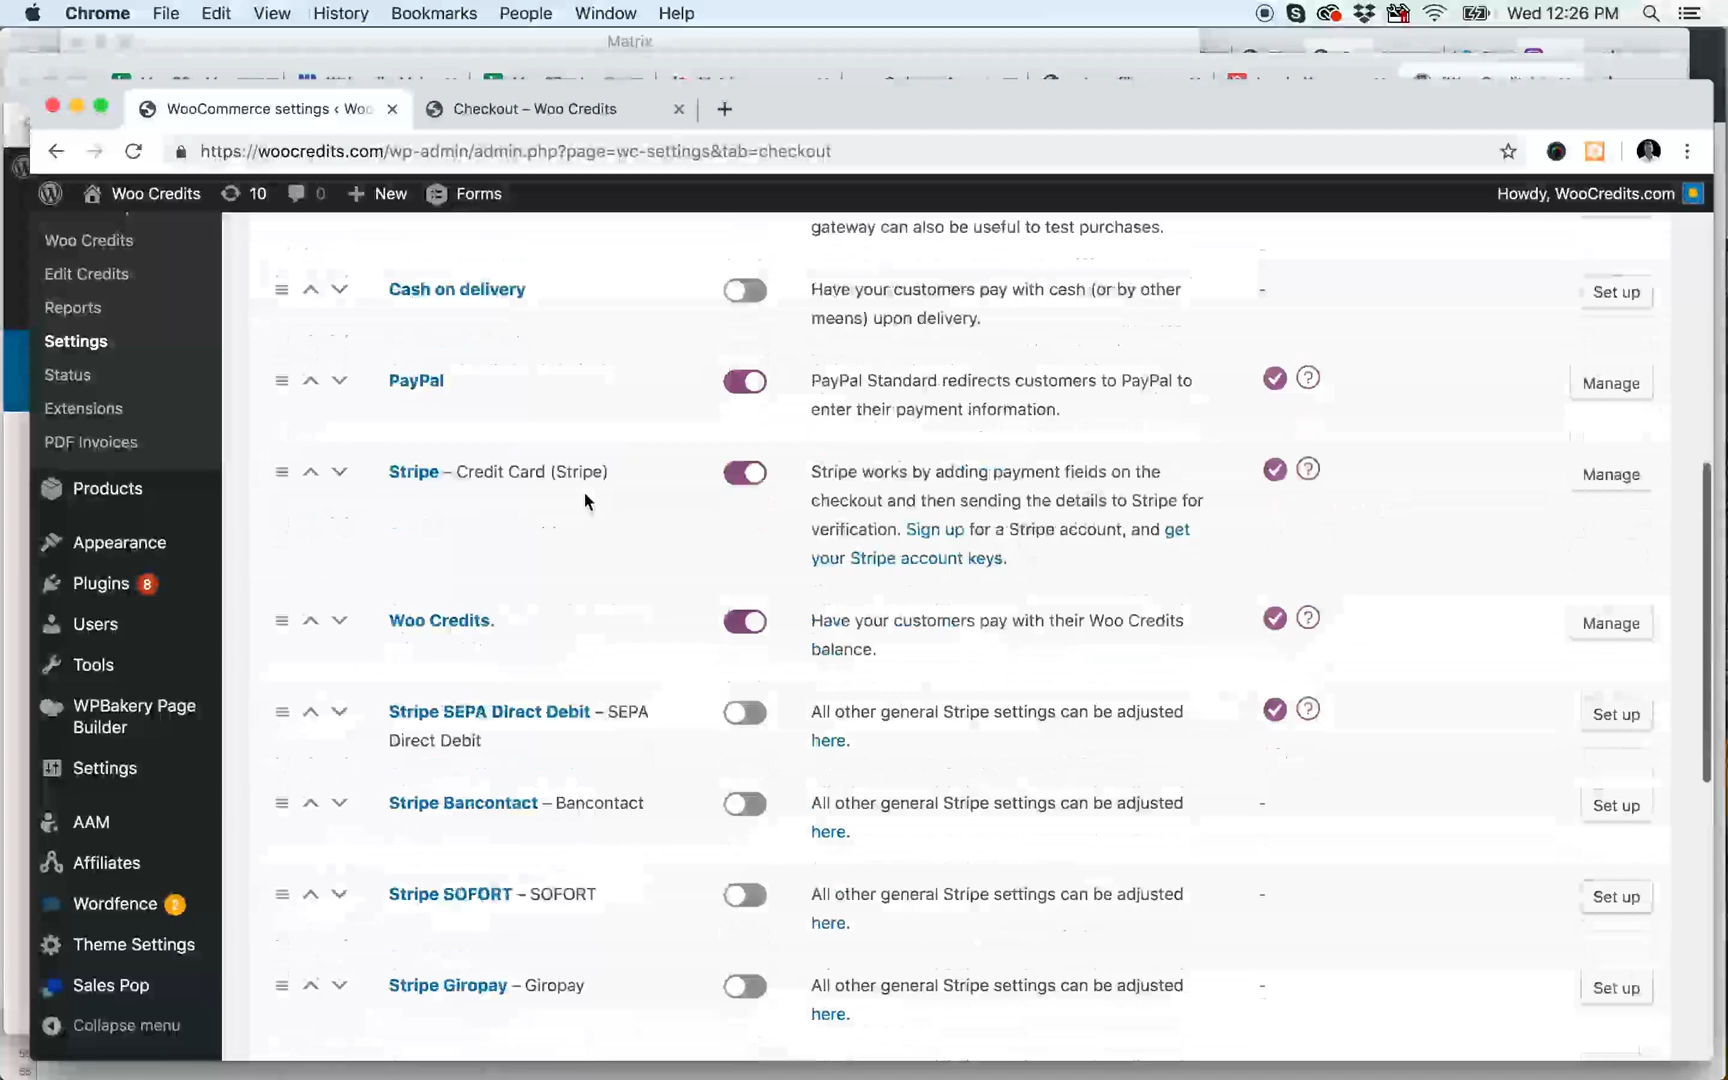 Chrome File Edit View History Bookmarks People Window Help Wed 12:26 PM
Matrix
WooCommerce settings ‹ Woo Checkout – Woo Credits
https://woocredits.com/wp-admin/admin.php?page=wc-settings&tab=checkout
Woo Credits 10 0 New Forms Howdy, WooCredits.com
Woo Credits
Edit Credits
Reports
Settings
Status
Extensions
PDF Invoices
Products
Appearance
Plugins 8
Users
Tools
WPBakery Page
Builder
Settings
AAM
Affiliates
Wordfence 2
Theme Settings
Sales Pop
Collapse menu
gateway can also be useful to test purchases.
Cash on delivery Have your customers pay with cash (or by other - Set up
means) upon delivery.
PayPal PayPal Standard redirects customers to PayPal to Manage
enter their payment information.
Stripe – Credit Card (Stripe) Stripe works by adding payment fields on the Manage
checkout and then sending the details to Stripe for
verification. Sign up for a Stripe account, and get
your Stripe account keys.
Woo Credits. Have your customers pay with their Woo Credits Manage
balance.
Stripe SEPA Direct Debit – SEPA All other general Stripe settings can be adjusted Set up
Direct Debit here.
Stripe Bancontact – Bancontact All other general Stripe settings can be adjusted - Set up
here.
Stripe SOFORT – SOFORT All other general Stripe settings can be adjusted - Set up
here.
Stripe Giropay – Giropay All other general Stripe settings can be adjusted - Set up
here.